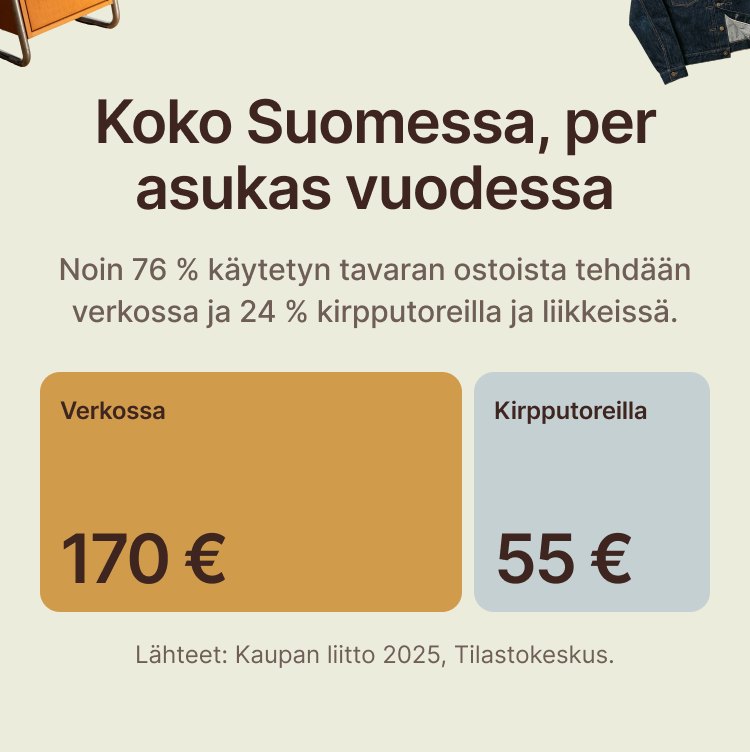 Koko Suomessa, per
asukas vuodessa
Noin 76 % käytetyn tavaran ostoista tehdään
verkossa ja 24 % kirpputoreilla ja liikkeissä.
Verkossa
170 €
Kirpputoreilla
55 €
Lähteet: Kaupan liitto 2025, Tilastokeskus.